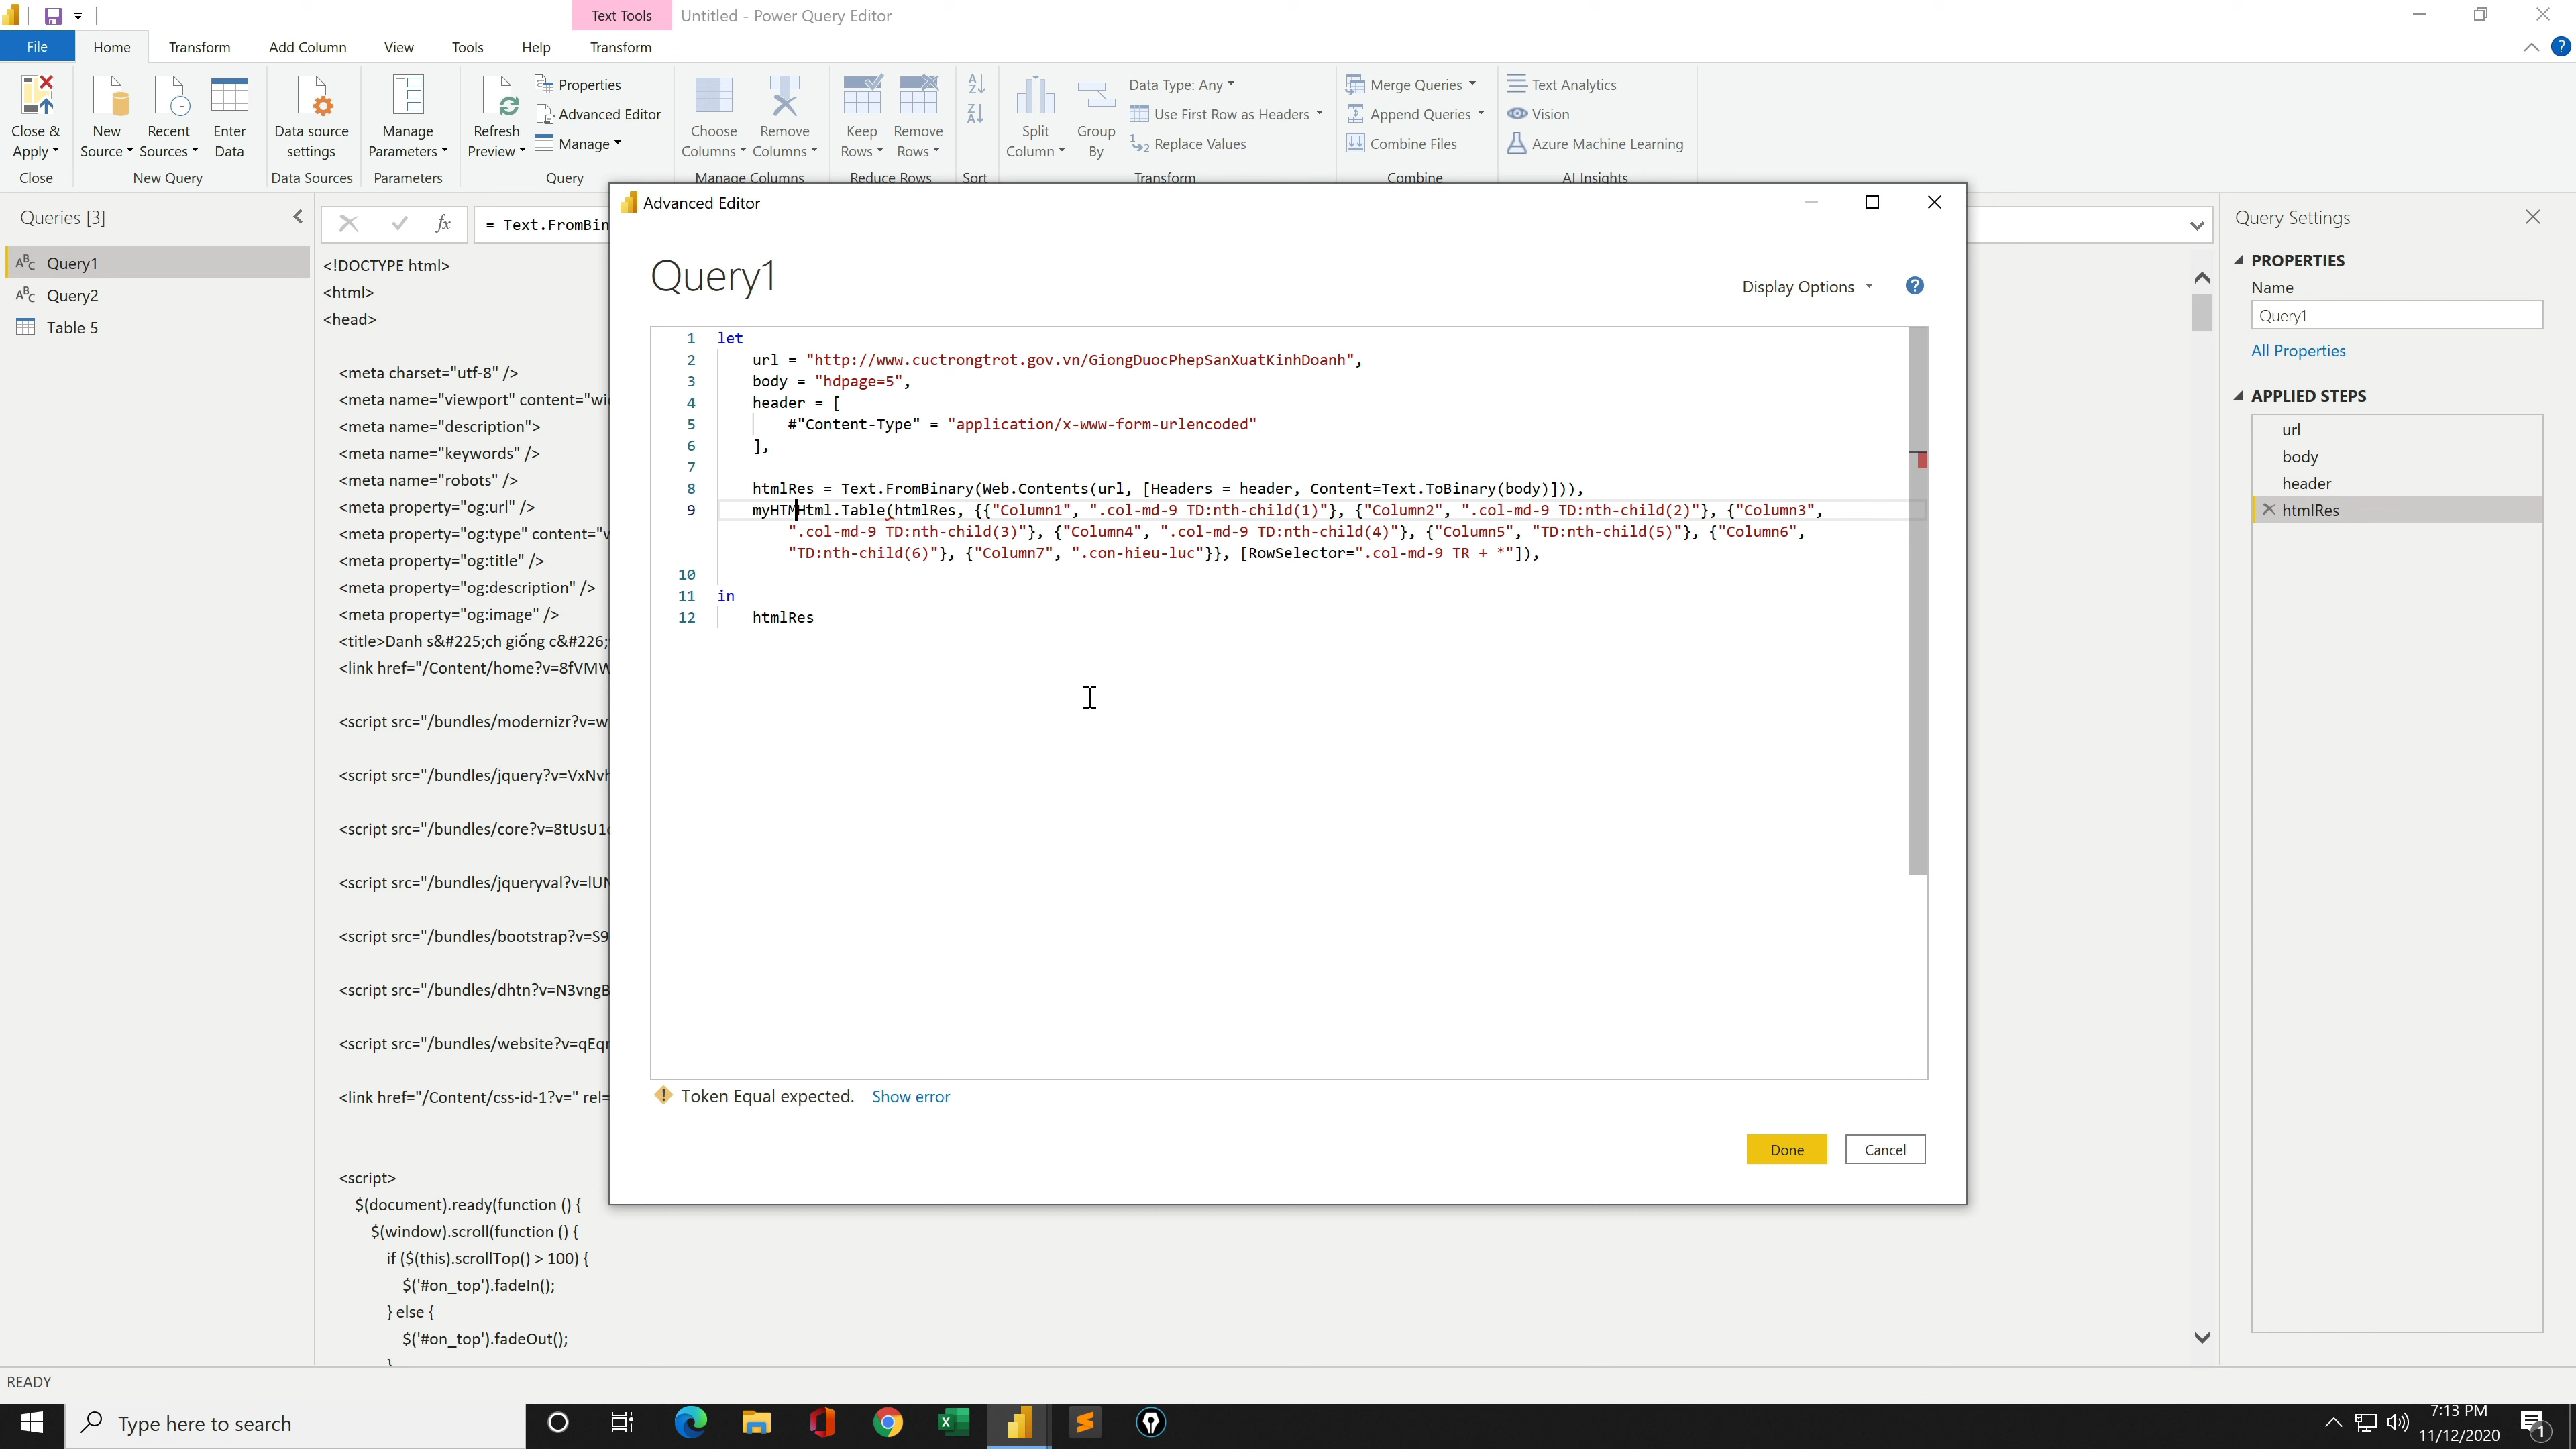 Text Tools
Untitled - Power Query Editor
File
Home
Transform
Add Column
View
Tools
Help
Transform
Close &
Apply
New
Source
Recent
Sources
Enter
Data
Data source
settings
Manage
Parameters
Refresh
Preview
Properties
Advanced Editor
Manage
Choose
Columns
Remove
Columns
Keep
Rows
Remove
Rows
Split
Column
Group
By
Data Type: Any
Use First Row as Headers
Replace Values
Merge Queries
Append Queries
Combine Files
Text Analytics
Vision
Azure Machine Learning
Close
New Query
Data Sources
Parameters
Query
Manage Columns
Reduce Rows
Sort
Transform
Combine
AI Insights
Queries [3]
Query1
Query2
Table 5
fx
= Text.FromBin
<!DOCTYPE html>
<html>
<head>
<meta charset="utf-8" />
<meta name="viewport" content="wi
<meta name="description">
<meta name="keywords" />
<meta name="robots" />
<meta property="og:url" />
<meta property="og:type" content="v
<meta property="og:title" />
<meta property="og:description" />
<meta property="og:image" />
<title>Danh s&#225;ch giống c&#226;
<link href="/Content/home?v=8fVMW
<script src="/bundles/modernizr?v=w
<script src="/bundles/jquery?v=VxNvh
<script src="/bundles/core?v=8tUsU1
<script src="/bundles/jqueryval?v=lUN
<script src="/bundles/bootstrap?v=S9
<script src="/bundles/dhtn?v=N3vngB
<script src="/bundles/website?v=qEqr
<link href="/Content/css-id-1?v=" rel=
<script>
$(document).ready(function () {
$(window).scroll(function () {
if ($(this).scrollTop() > 100) {
$('#on_top').fadeIn();
} else {
$('#on_top').fadeOut();
}
Advanced Editor
Query1
Display Options
1 let
2 url = "http://www.cuctrongtrot.gov.vn/GiongDuocPhepSanXuatKinhDoanh",
3 body = "hdpage=5",
4 header = [
5 #"Content-Type" = "application/x-www-form-urlencoded"
6 ],
7
8 htmlRes = Text.FromBinary(Web.Contents(url, [Headers = header, Content=Text.ToBinary(body)])),
9 myHTMHtml.Table(htmlRes, {{"Column1", ".col-md-9 TD:nth-child(1)"}, {"Column2", ".col-md-9 TD:nth-child(2)"}, {"Column3",
".col-md-9 TD:nth-child(3)"}, {"Column4", ".col-md-9 TD:nth-child(4)"}, {"Column5", "TD:nth-child(5)"}, {"Column6",
"TD:nth-child(6)"}, {"Column7", ".con-hieu-luc"}}, [RowSelector=".col-md-9 TR + *"]),
10
11 in
12 htmlRes
Token Equal expected.
Show error
Done
Cancel
Query Settings
PROPERTIES
Name
Query1
All Properties
APPLIED STEPS
url
body
header
htmlRes
READY
Type here to search
7:13 PM
11/12/2020
1